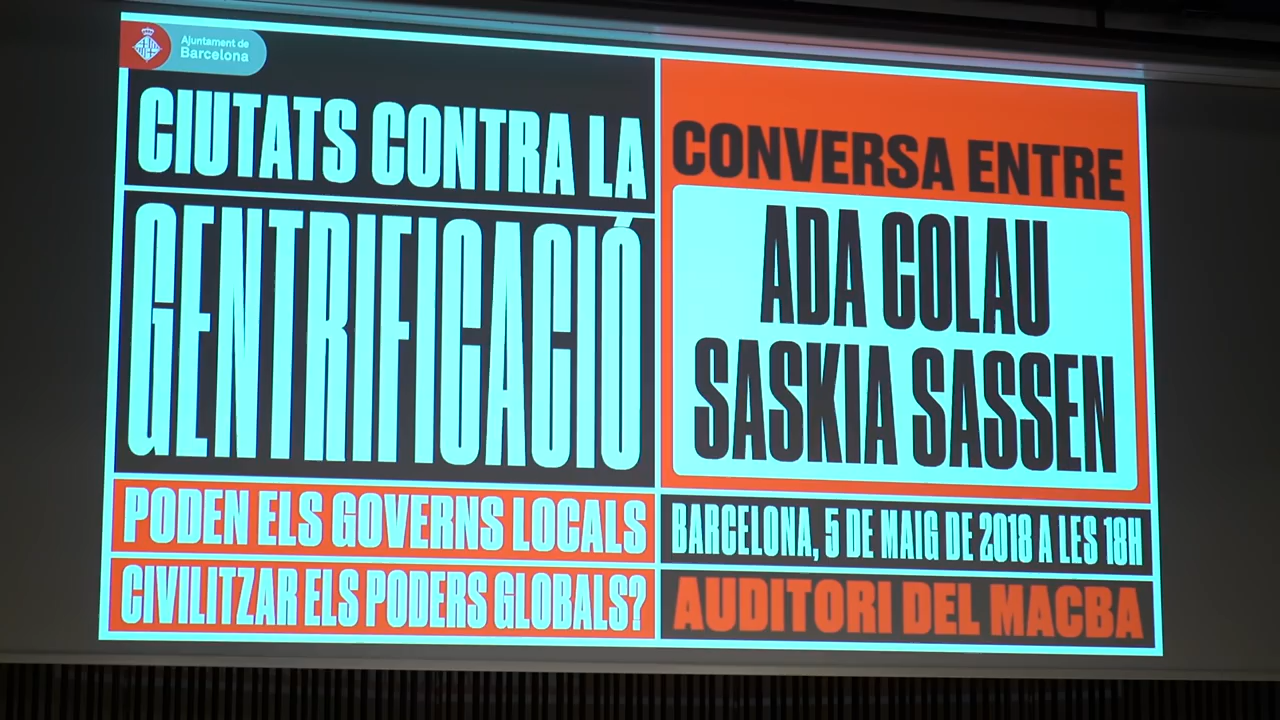 Ajuntament de
Barcelona
CIUTATS CONTRA LA
GENTRIFICACIÓ
PODEN ELS GOVERNS LOCALS
CIVILITZAR ELS PODERS GLOBALS?
CONVERSA ENTRE
ADA COLAU
SASKIA SASSEN
BARCELONA, 5 DE MAIG DE 2018 A LES 18H
AUDITORI DEL MACBA